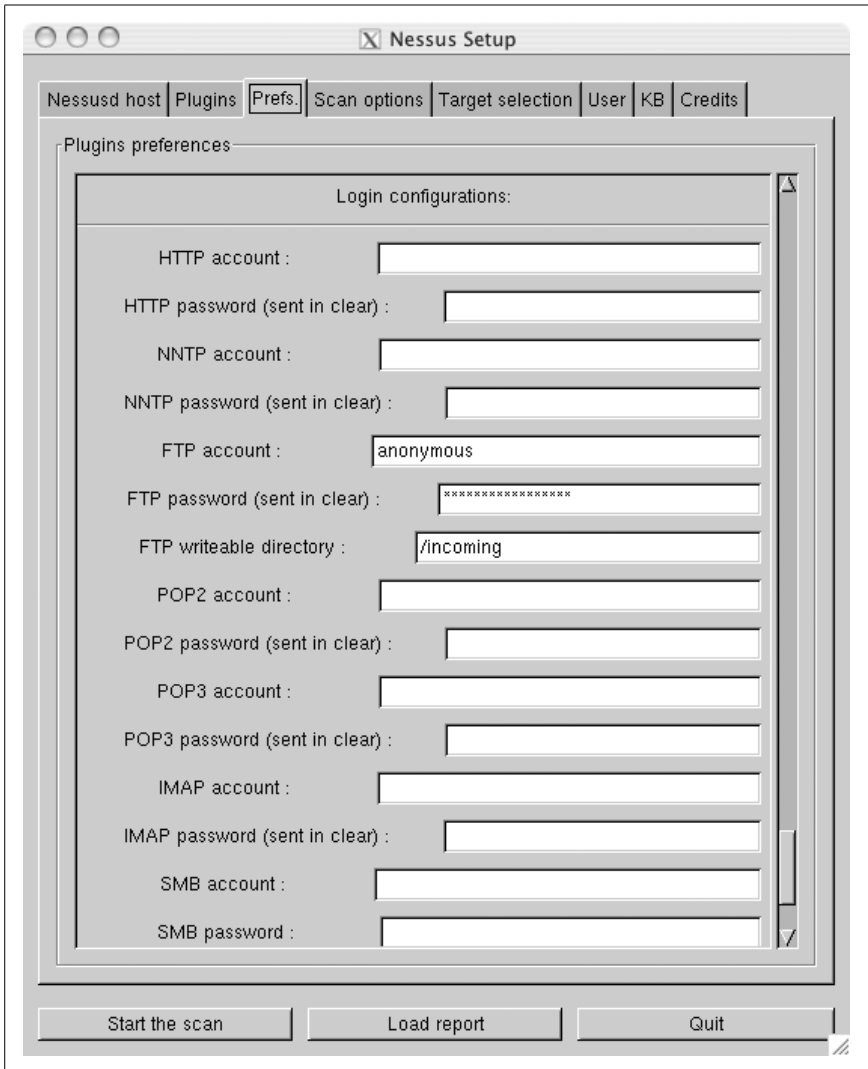 Nessus Setup
Nessusd host Plugins Prefs. Scan options Target selection User KB Credits
Plugins preferences
Login configurations:
HTTP account :
HTTP password (sent in clear) :
NNTP account :
NNTP password (sent in clear) :
FTP account : anonymous
FTP password (sent in clear) : *****************
FTP writeable directory : /incoming
POP2 account :
POP2 password (sent in clear) :
POP3 account :
POP3 password (sent in clear) :
IMAP account :
IMAP password (sent in clear) :
SMB account :
SMB password :
Start the scan Load report Quit